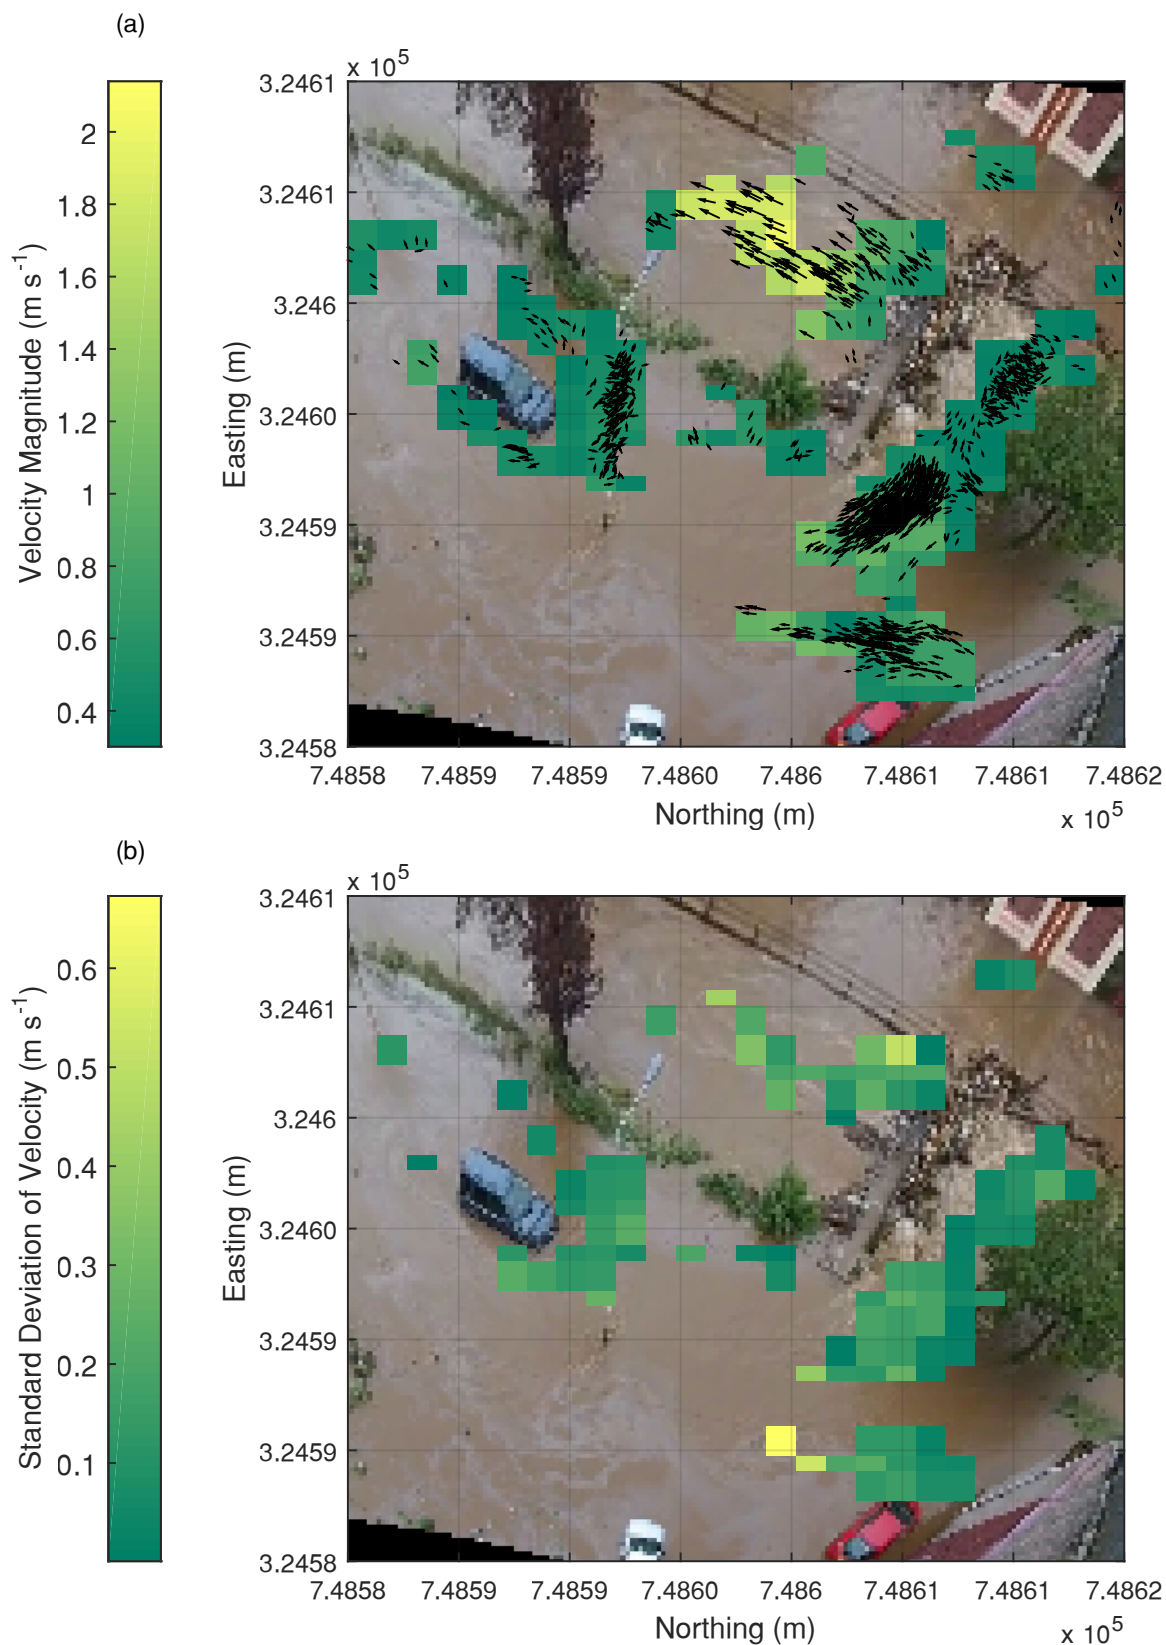 (a)
x 10^5
3.2461
3.2461
3.246
3.2460
3.2459
3.2459
3.2458
Easting (m)
7.4858 7.4859 7.4859 7.4860 7.486 7.4861 7.4861 7.4862
Northing (m)
x 10^5
2
1.8
1.6
1.4
1.2
1
0.8
0.6
0.4
Velocity Magnitude (m s^-1)
(b)
x 10^5
3.2461
3.2461
3.246
3.2460
3.2459
3.2459
3.2458
Easting (m)
7.4858 7.4859 7.4859 7.4860 7.486 7.4861 7.4861 7.4862
Northing (m)
x 10^5
0.6
0.5
0.4
0.3
0.2
0.1
Standard Deviation of Velocity (m s^-1)